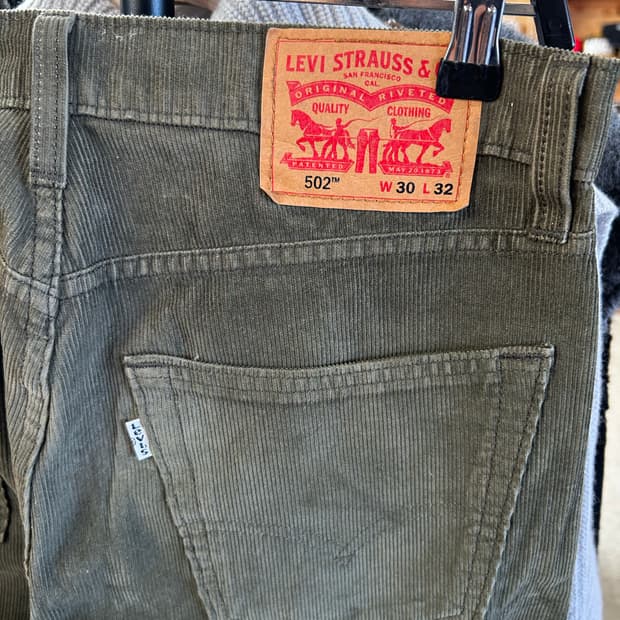 LEVI STRAUSS &
SAN FRANCISCO
CAL.
ORIGINAL RIVETED
QUALITY CLOTHING
PATENTED MAY 20 1873
502™ W 30 L 32
LEVI'S